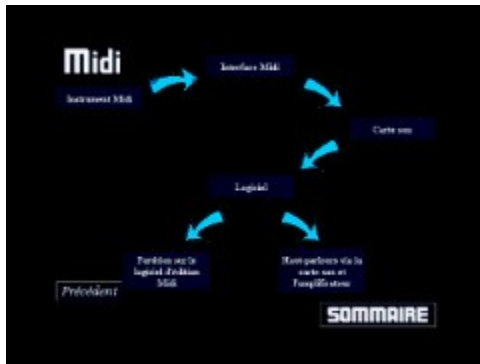 Midi
Interface Midi
Instrument Midi
Carte son
Logiciel
Partition sur le
logiciel d'édition
Midi
Haut-parleurs via la
carte son et
l'amplificateur
Précédent
SOMMAIRE